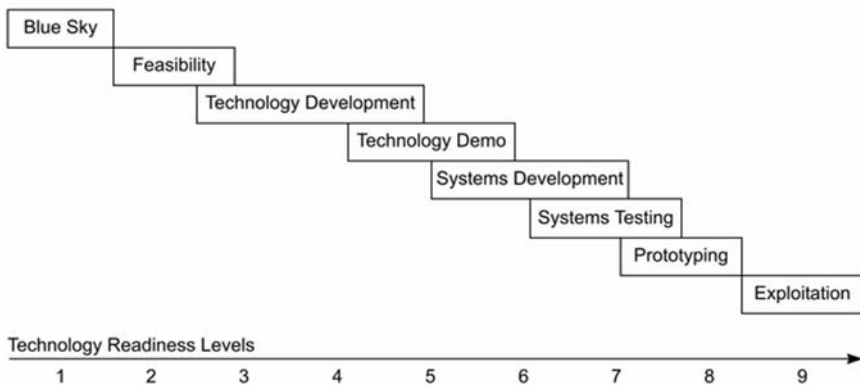 Blue Sky
Feasibility
Technology Development
Technology Demo
Systems Development
Systems Testing
Prototyping
Exploitation
Technology Readiness Levels
1 2 3 4 5 6 7 8 9